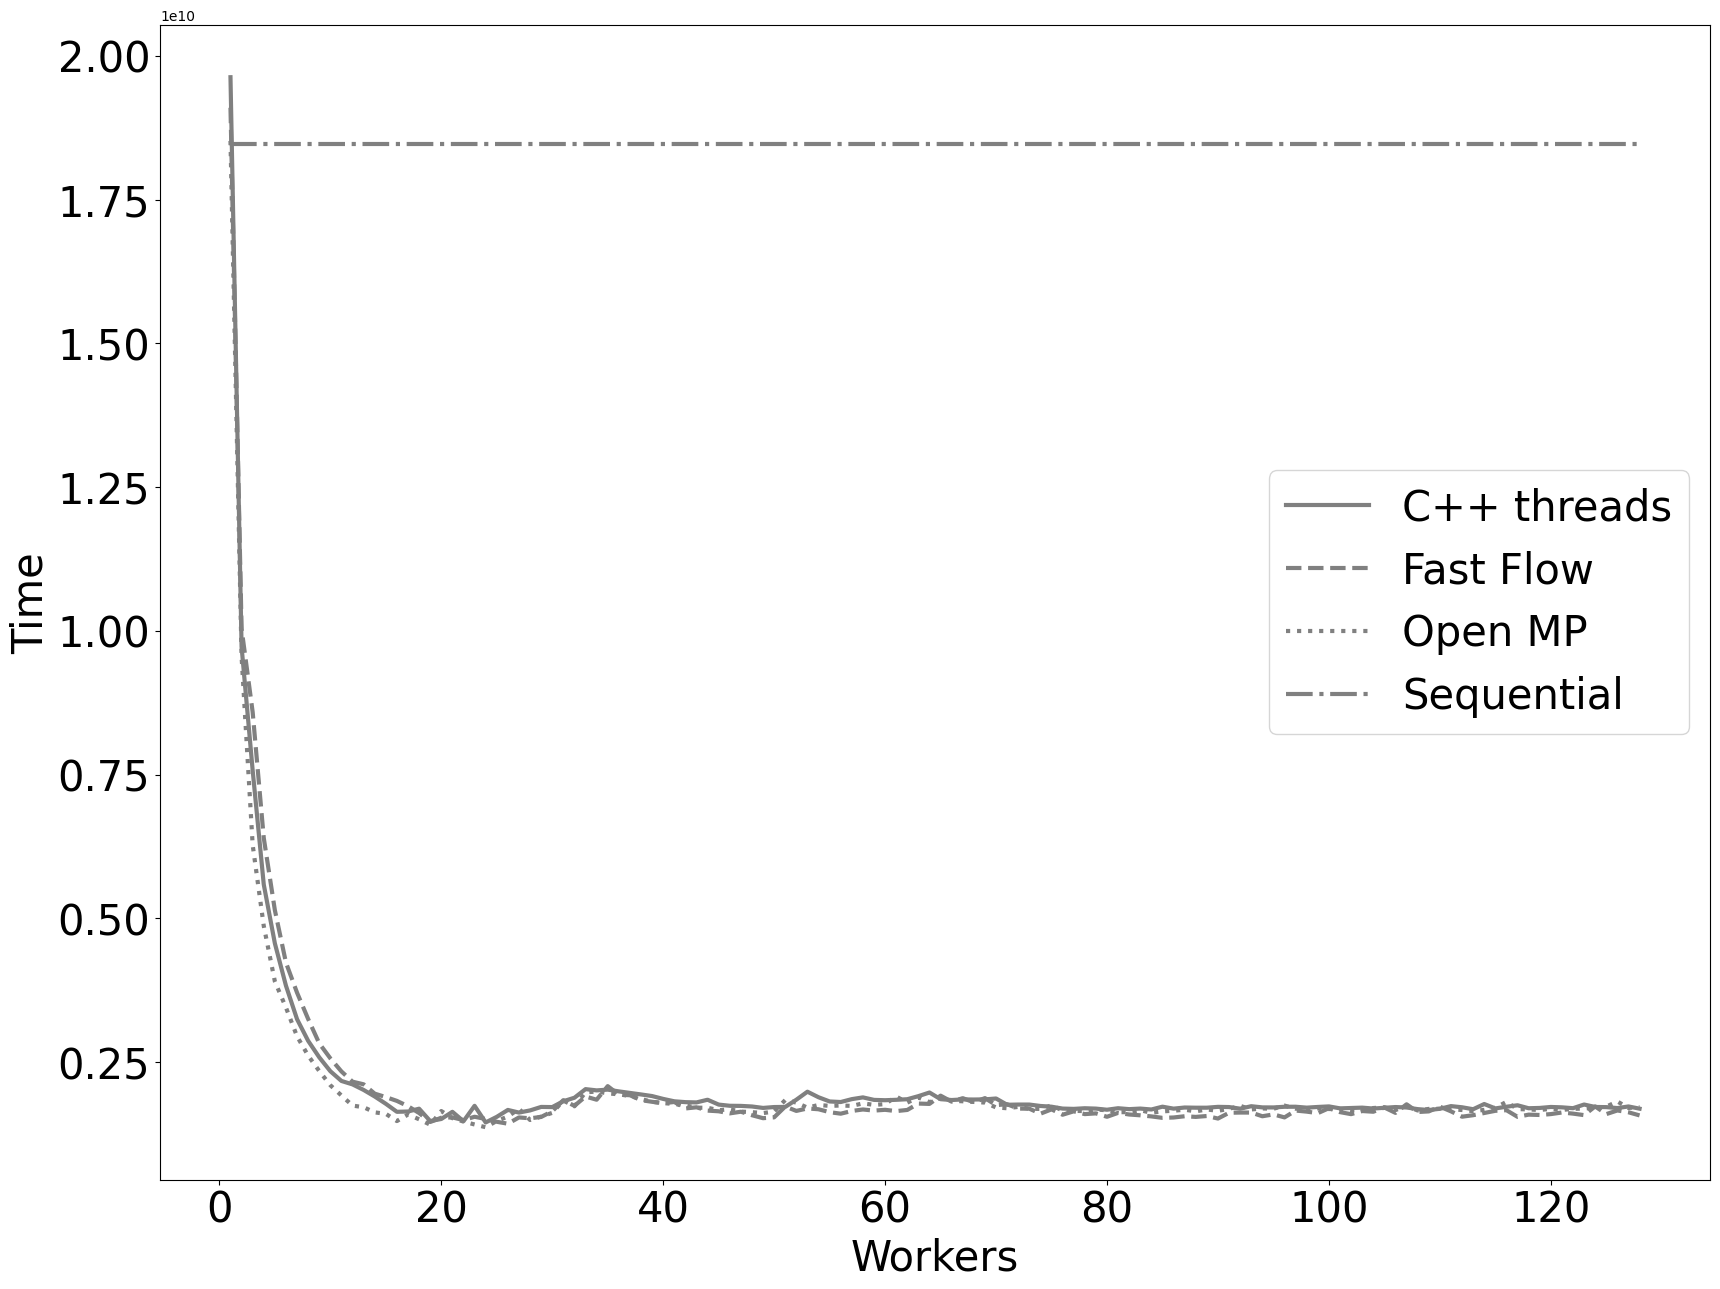 1e10
2.00
1.75
1.50
1.25
1.00
0.75
0.50
0.25
Time
C++ threads
Fast Flow
Open MP
Sequential
0 20 40 60 80 100 120
Workers